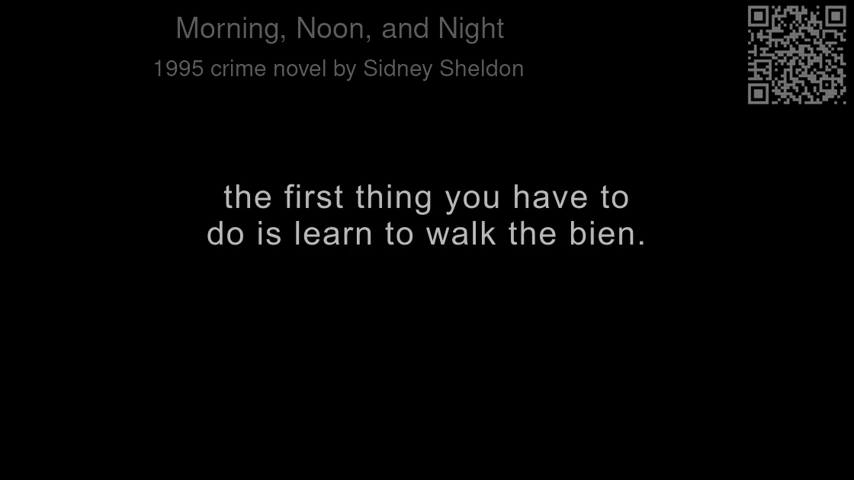 Morning, Noon, and Night
1995 crime novel by Sidney Sheldon
the first thing you have to
do is learn to walk the bien.